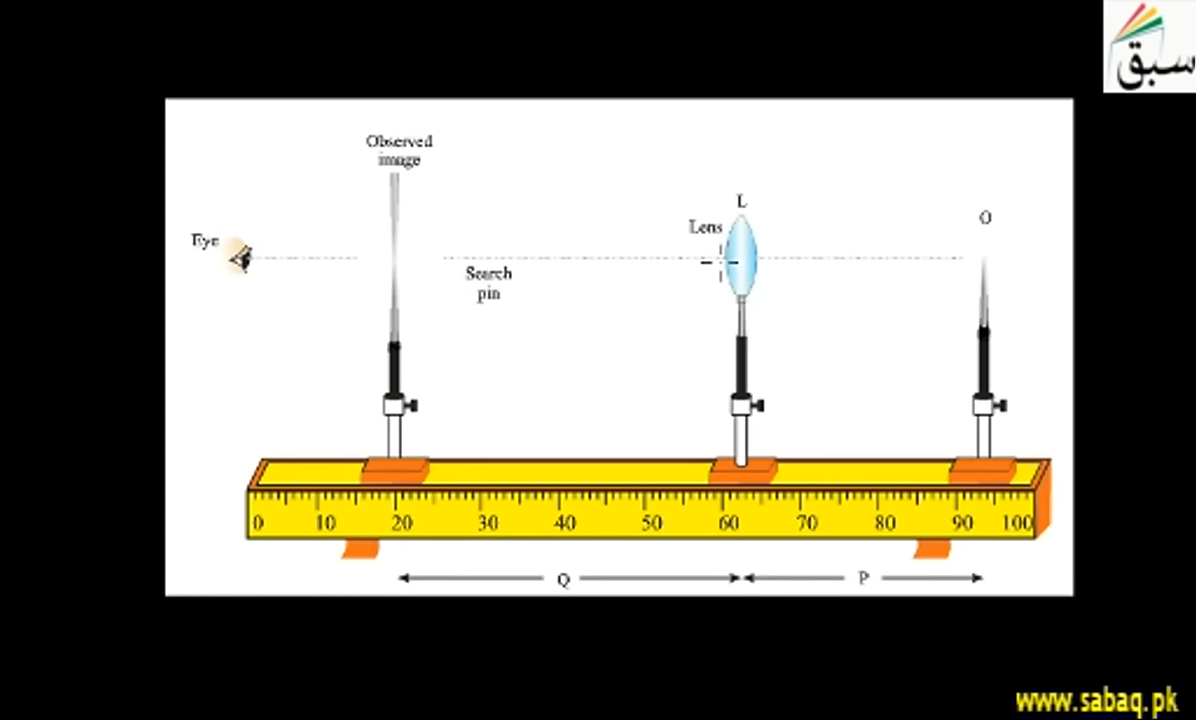 سبق
Observed
image
L
O
Lens
Eye
Search
pin
0 10 20 30 40 50 60 70 80 90 100
Q P
www.sabaq.pk